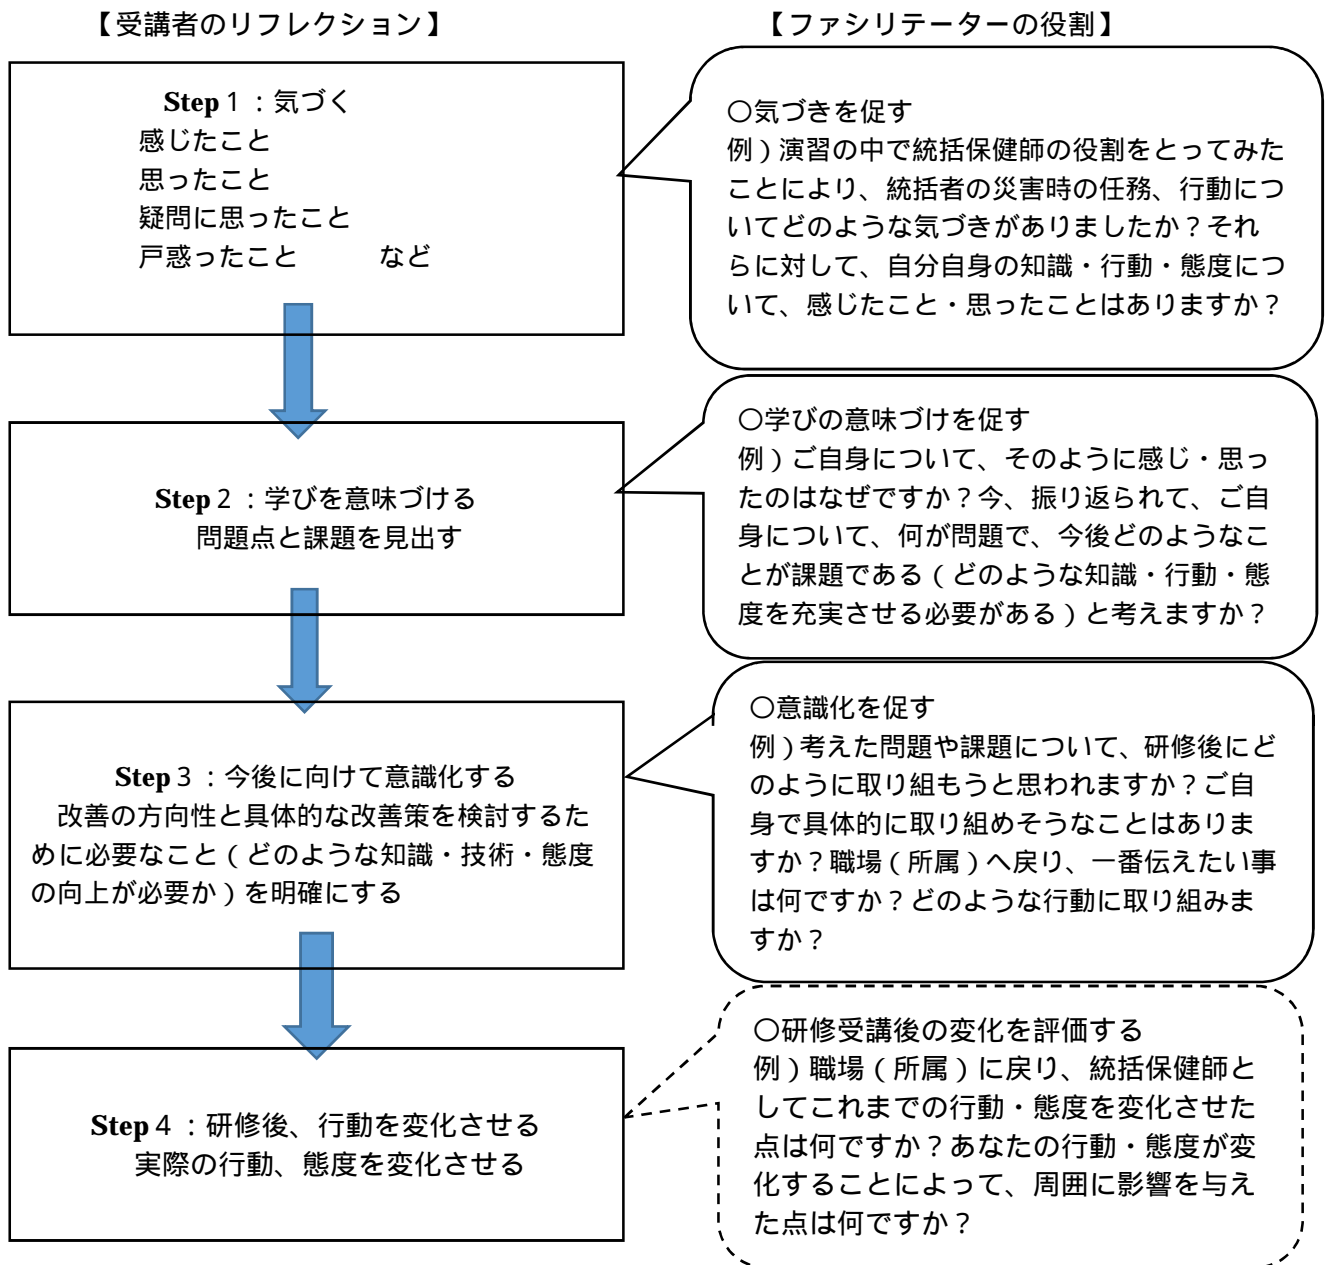 【受講者のリフレクション】
【ファシリテーターの役割】
Step１：気づく
感じたこと
思ったこと
疑問に思ったこと
戸惑ったこと　　など
○気づきを促す
例）演習の中で統括保健師の役割をとってみた
ことにより、統括者の災害時の任務、行動につ
いてどのような気づきがありましたか？それ
らに対して、自分自身の知識・行動・態度につ
いて、感じたこと・思ったことはありますか？
Step２：学びを意味づける
問題点と課題を見出す
○学びの意味づけを促す
例）ご自身について、そのように感じ・思っ
たのはなぜですか？今、振り返られて、ご自
身について、何が問題で、今後どのようなこ
とが課題である（どのような知識・行動・態
度を充実させる必要がある）と考えますか？
Step３：今後に向けて意識化する
改善の方向性と具体的な改善策を検討するた
めに必要なこと（どのような知識・技術・態度
の向上が必要か）を明確にする
○意識化を促す
例）考えた問題や課題について、研修後にど
のように取り組もうと思われますか？ご自
身で具体的に取り組めそうなことはありま
すか？職場（所属）へ戻り、一番伝えたい事
は何ですか？どのような行動に取り組みま
すか？
Step４：研修後、行動を変化させる
実際の行動、態度を変化させる
○研修受講後の変化を評価する
例）職場（所属）に戻り、統括保健師と
してこれまでの行動・態度を変化させた
点は何ですか？あなたの行動・態度が変
化することによって、周囲に影響を与え
た点は何ですか？